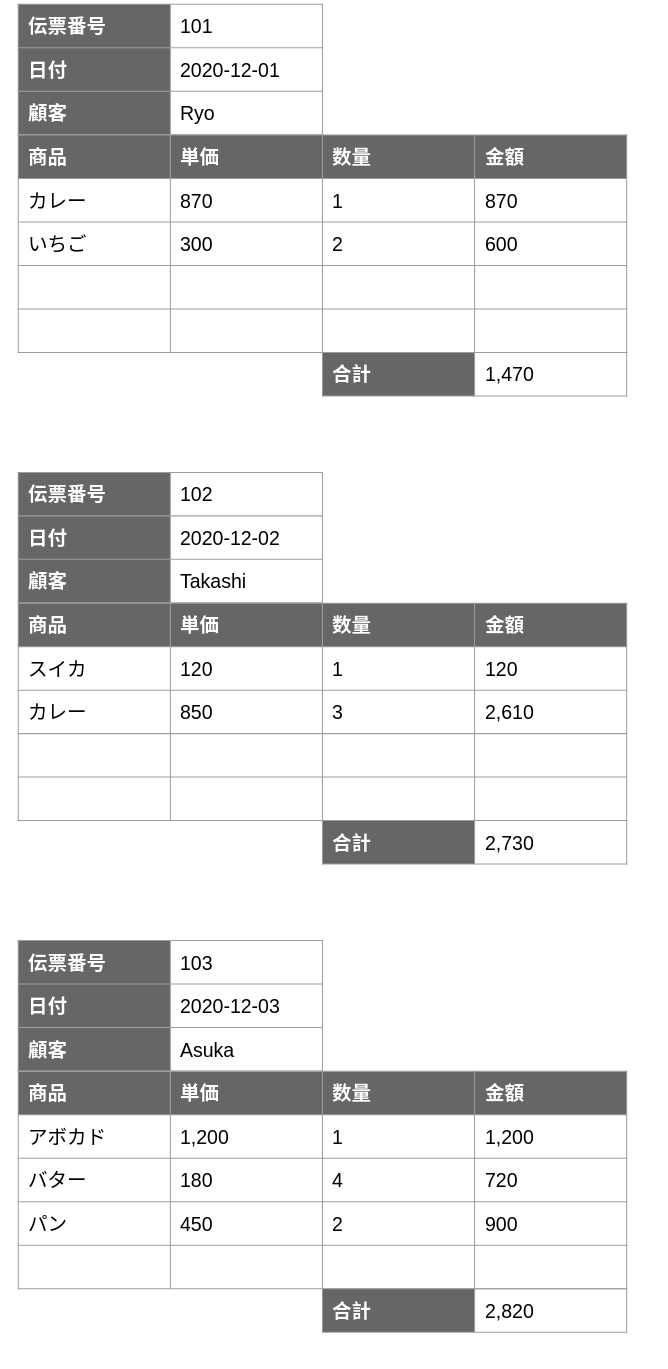 伝票番号 101
日付 2020-12-01
顧客 Ryo
商品 単価 数量 金額
カレー 870 1 870
いちご 300 2 600
合計 1,470
伝票番号 102
日付 2020-12-02
顧客 Takashi
商品 単価 数量 金額
スイカ 120 1 120
カレー 850 3 2,610
合計 2,730
伝票番号 103
日付 2020-12-03
顧客 Asuka
商品 単価 数量 金額
アボカド 1,200 1 1,200
バター 180 4 720
パン 450 2 900
合計 2,820